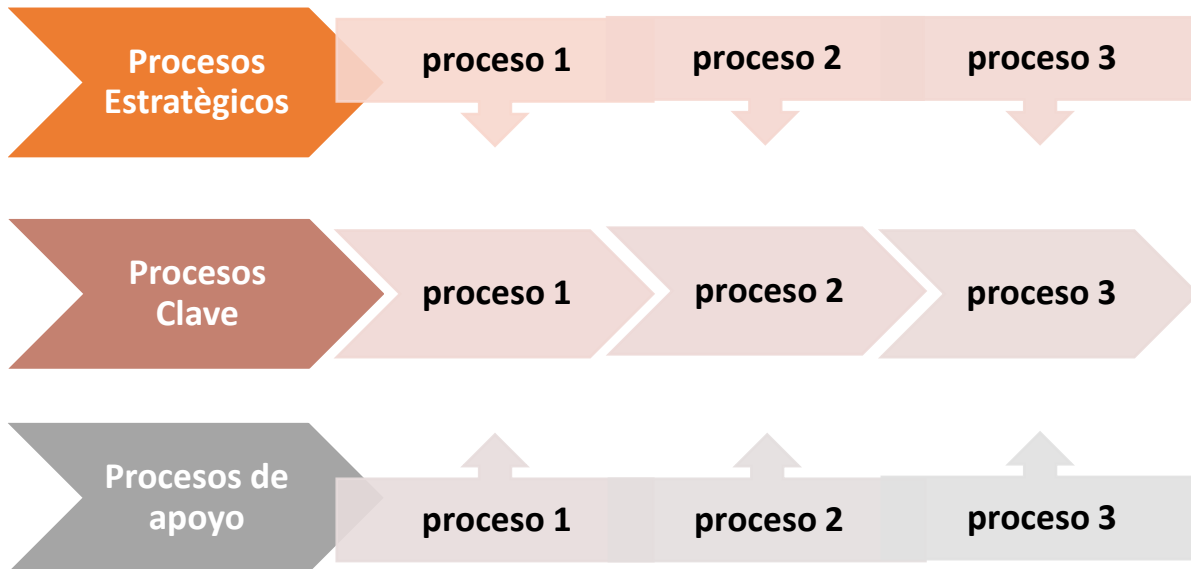 Procesos
Estratègicos
proceso 1
proceso 2
proceso 3
Procesos
Clave
proceso 1
proceso 2
proceso 3
Procesos de
apoyo
proceso 1
proceso 2
proceso 3